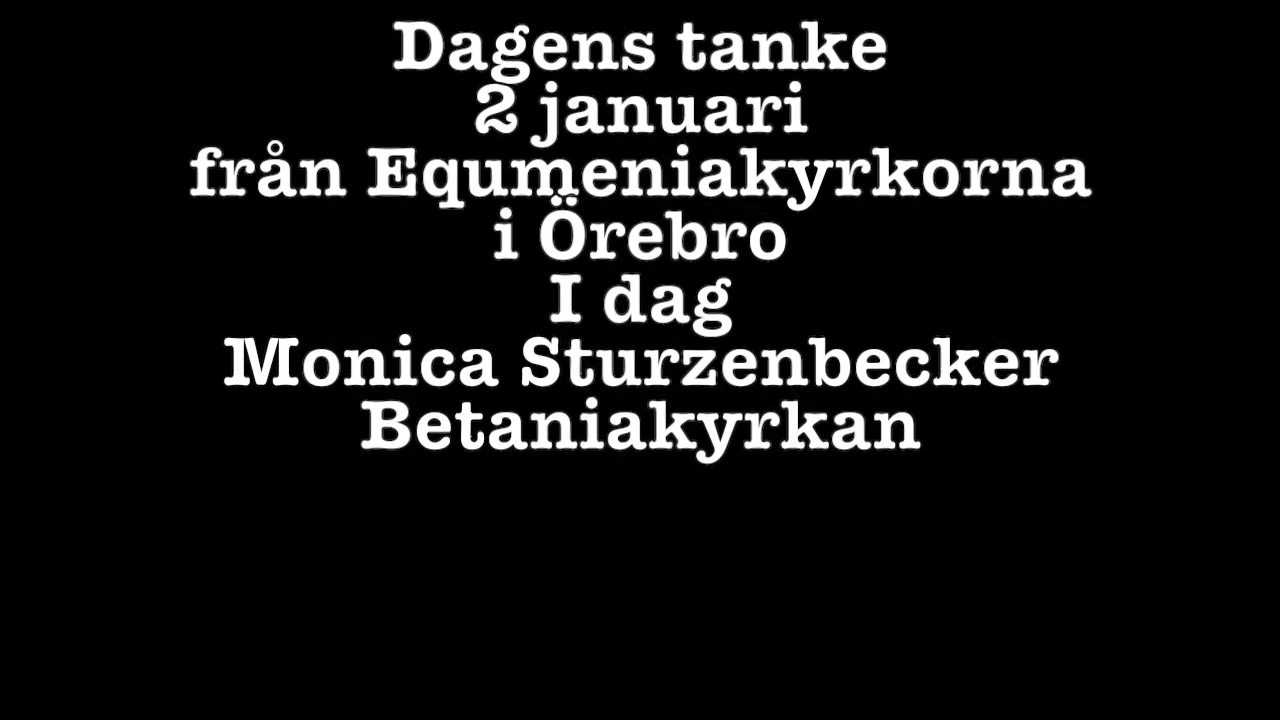 Dagens tanke
2 januari
från Equmeniakyrkorna
i Örebro
I dag
Monica Sturzenbecker
Betaniakyrkan